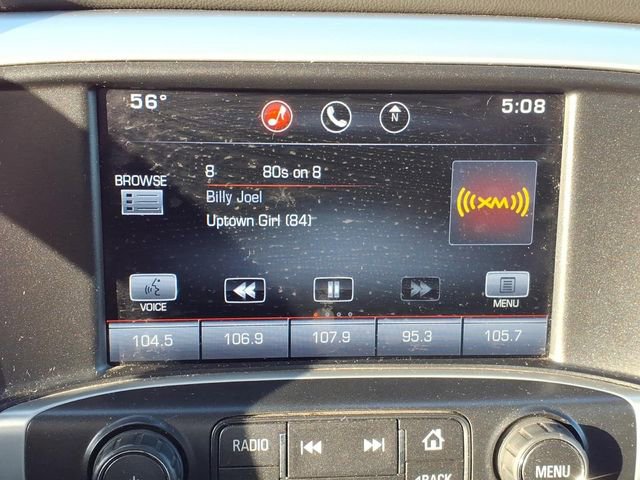 56° N 5:08
8 80s on 8
BROWSE
Billy Joel
Uptown Girl (84)
((XM))
VOICE
MENU
104.5 106.9 107.9 95.3 105.7
RADIO
BACK
MENU